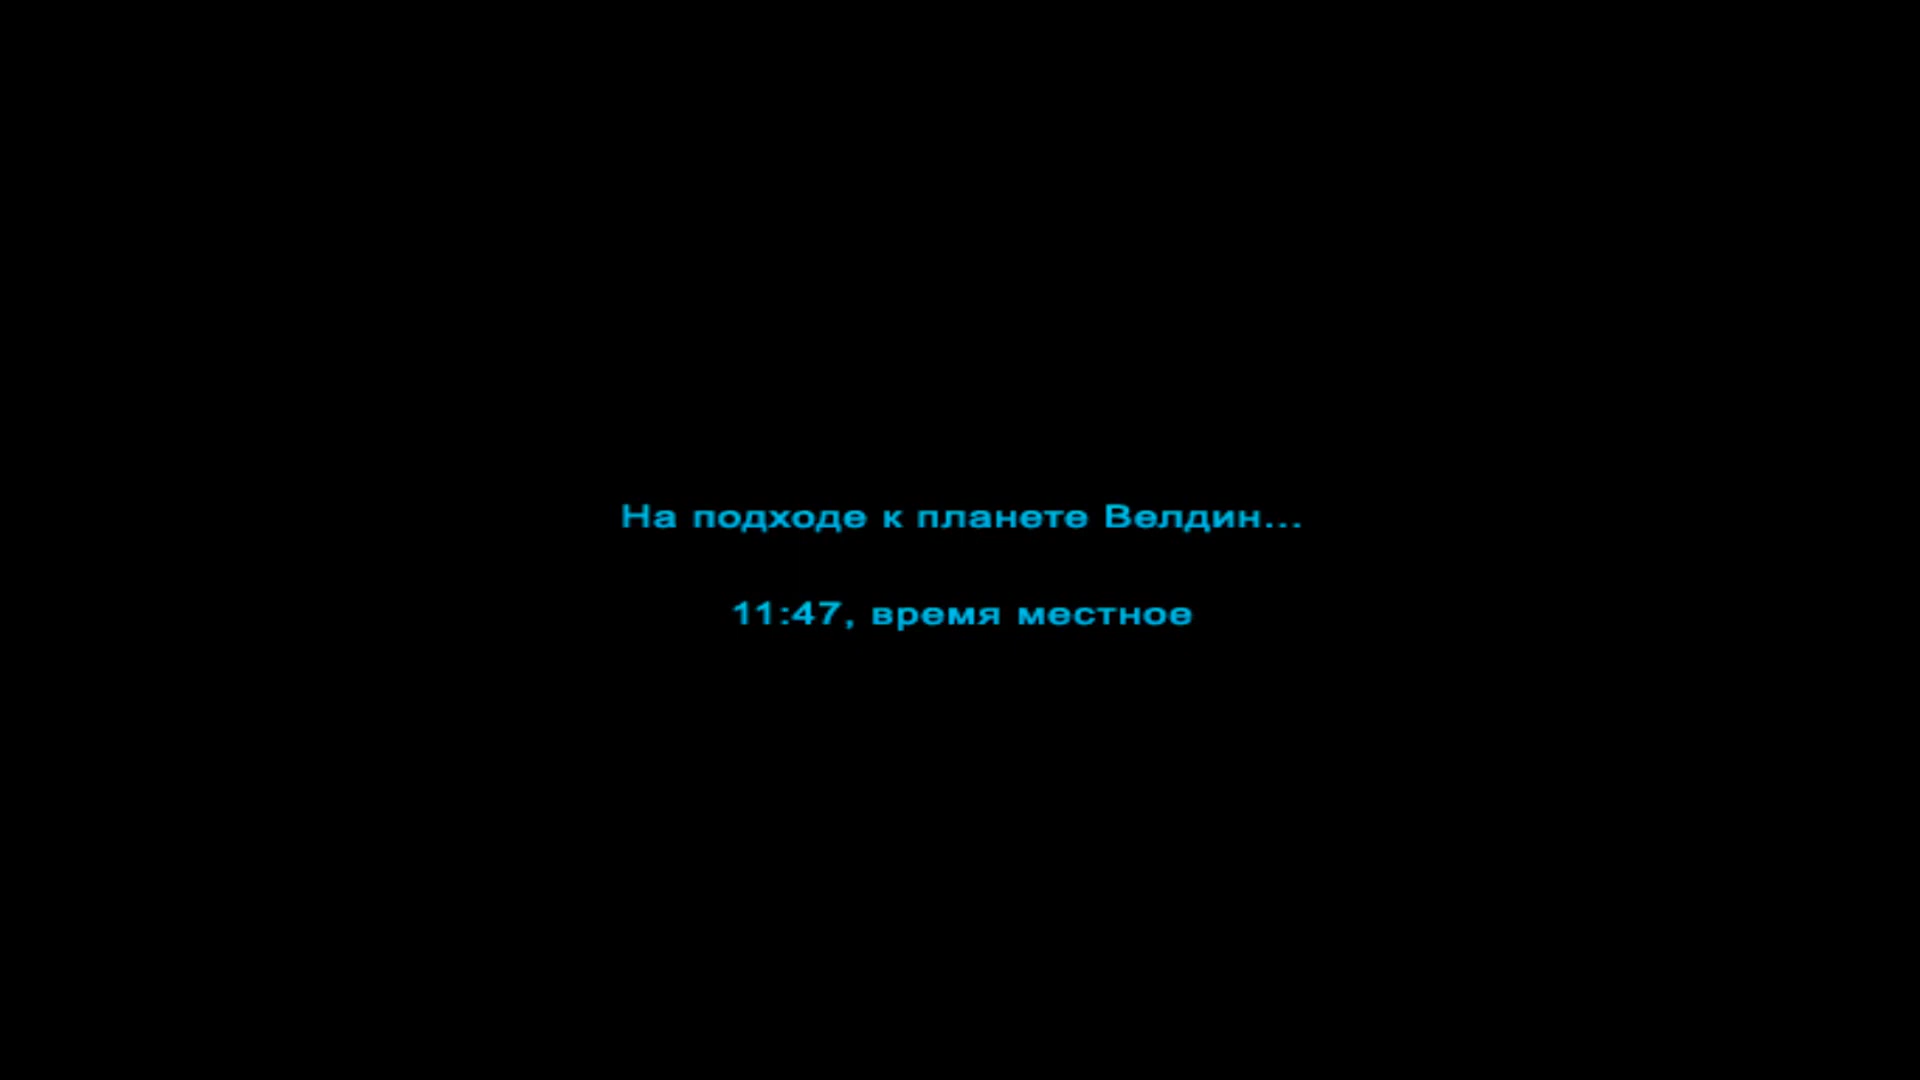 На подходе к планете Велдин...
11:47, время местное